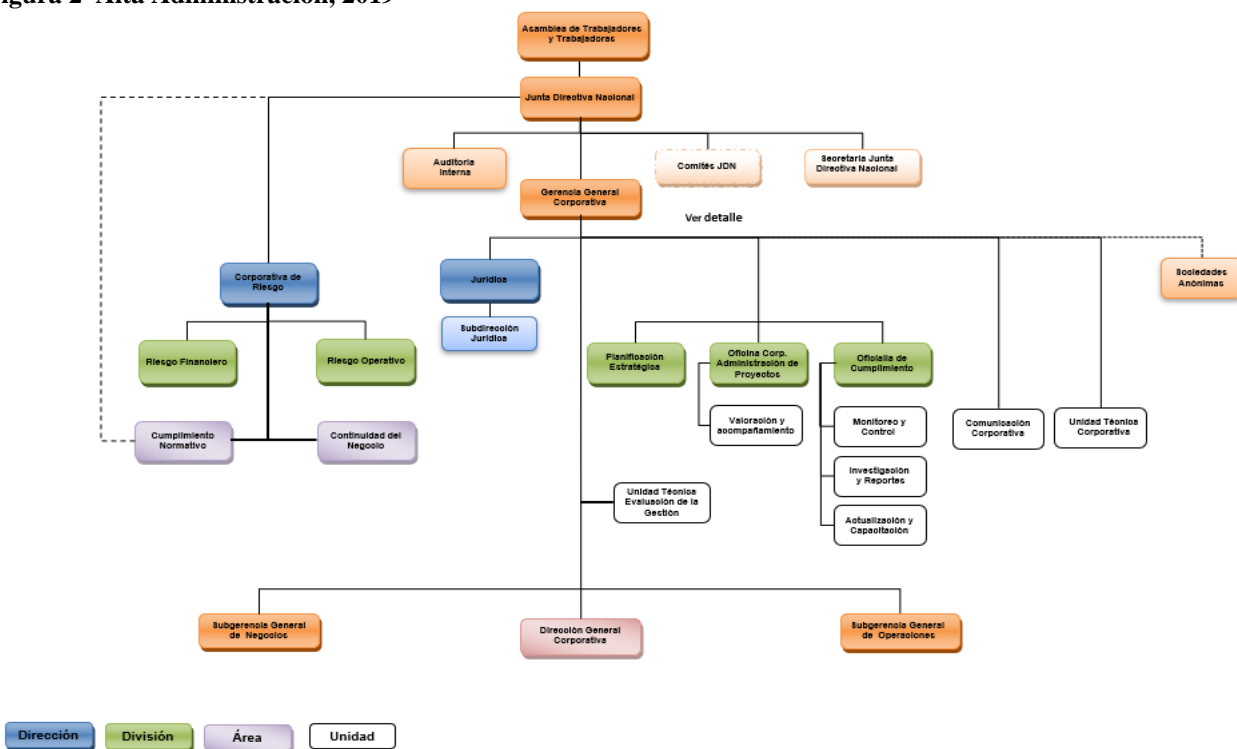 Figura 2 Alta Administración, 2019
Asamblea de Trabajadores
y Trabajadoras
Junta Directiva Nacional
Auditoría
Interna
Comités JDN
Secretaria Junta
Directiva Nacional
Gerencia General
Corporativa
Ver detalle
Corporativa de
Riesgo
Jurídica
Sociedades
Anónimas
Subdirección
Jurídica
Riesgo Financiero
Riesgo Operativo
Planificación
Estratégica
Oficina Corp.
Administración de
Proyectos
Oficialía de
Cumplimiento
Cumplimiento
Normativo
Continuidad del
Negocio
Valoración y
acompañamiento
Monitoreo y
Control
Comunicación
Corporativa
Unidad Técnica
Corporativa
Investigación
y Reportes
Unidad Técnica
Evaluación de la
Gestión
Actualización y
Capacitación
Subgerencia General
de Negocios
Dirección General
Corporativa
Subgerencia General
de Operaciones
Dirección
División
Área
Unidad